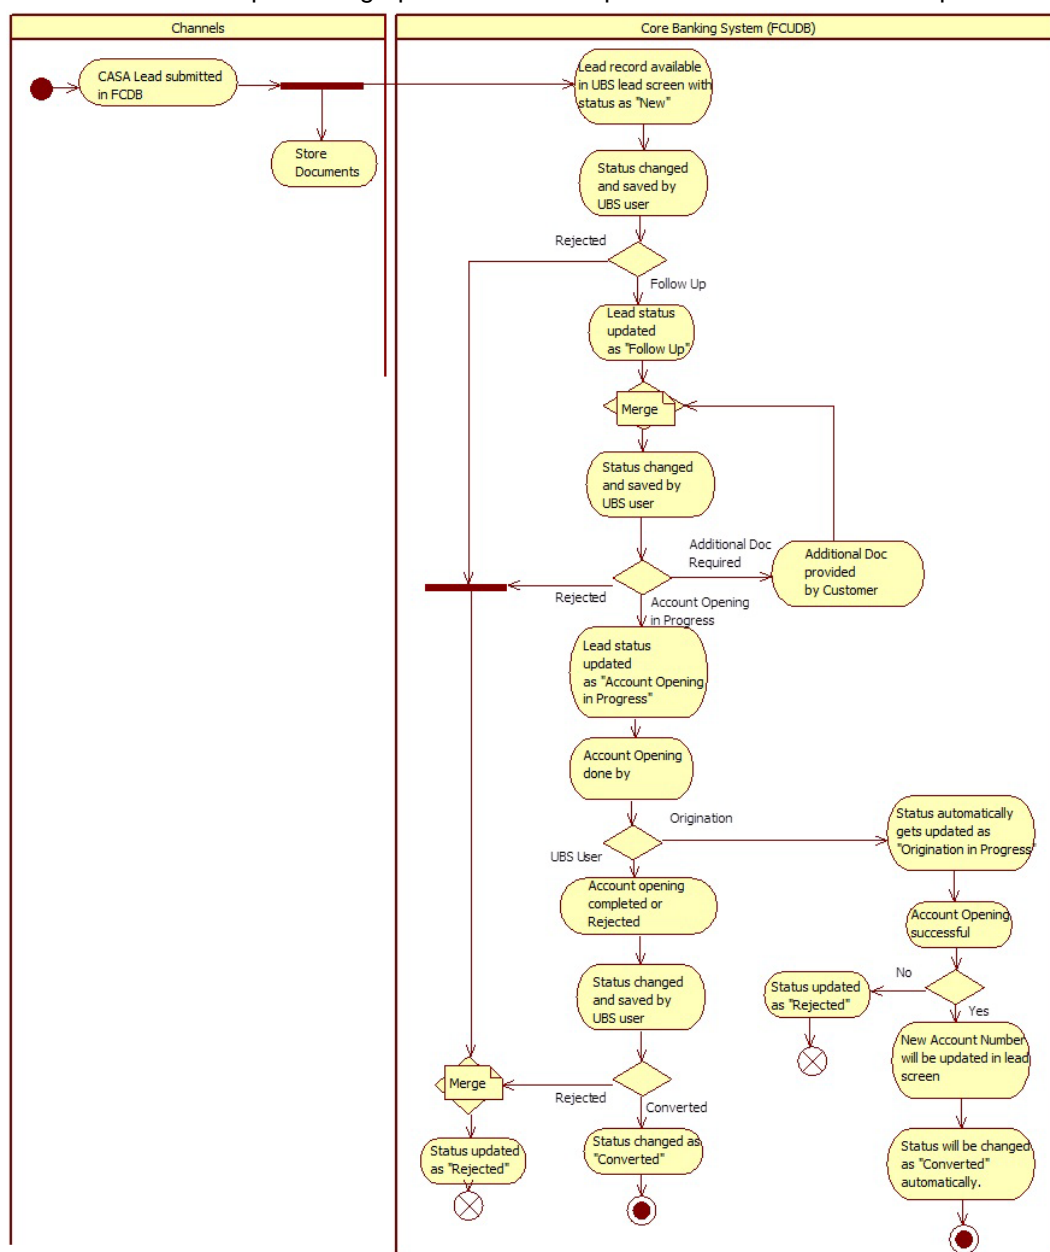 Channels
Core Banking System (FCUDB)
CASA Lead submitted
in FCDB
Store
Documents
Lead record available
in UBS lead screen with
status as "New"
Status changed
and saved by
UBS user
Rejected
Follow Up
Lead status
updated
as "Follow Up"
Merge
Status changed
and saved by
UBS user
Additional Doc
Required
Additional Doc
provided
by Customer
Rejected
Account Opening
in Progress
Lead status
updated
as "Account Opening
in Progress"
Account Opening
done by
Origination
UBS User
Status automatically
gets updated as
"Origination in Progress"
Account opening
completed or
Rejected
Account Opening
successful
Status changed
and saved by
UBS user
No
Status updated
as "Rejected"
Yes
New Account Number
will be updated in lead
screen
Merge
Rejected
Converted
Status updated
as "Rejected"
Status changed as
"Converted"
Status will be changed
as "Converted"
automatically.